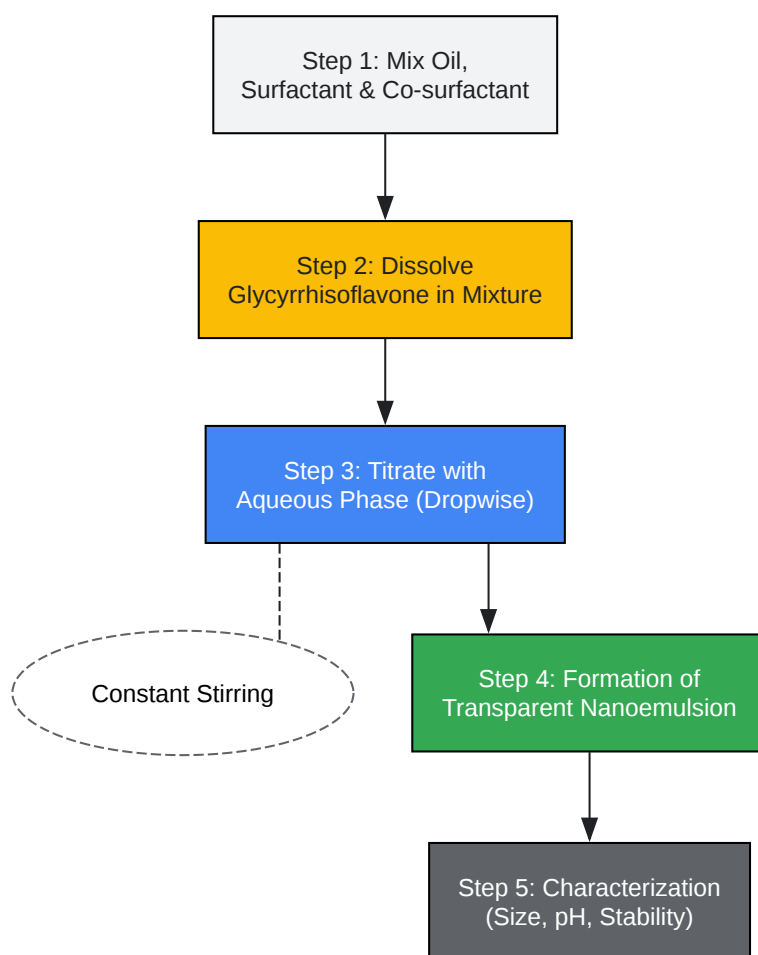 Step 1: Mix Oil,
Surfactant & Co-surfactant
Step 2: Dissolve
Glycyrrhisoflavone in Mixture
Step 3: Titrate with
Aqueous Phase (Dropwise)
Constant Stirring
Step 4: Formation of
Transparent Nanoemulsion
Step 5: Characterization
(Size, pH, Stability)